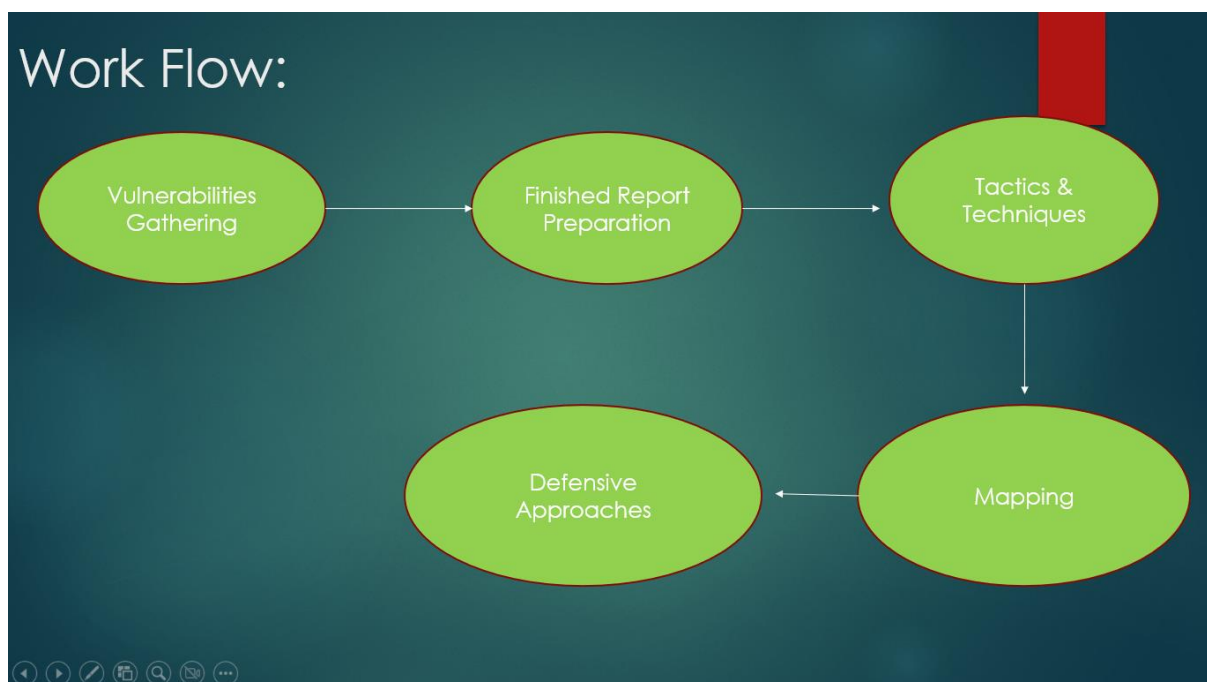 Work Flow:
Vulnerabilities
Gathering
Finished Report
Preparation
Tactics &
Techniques
Mapping
Defensive
Approaches